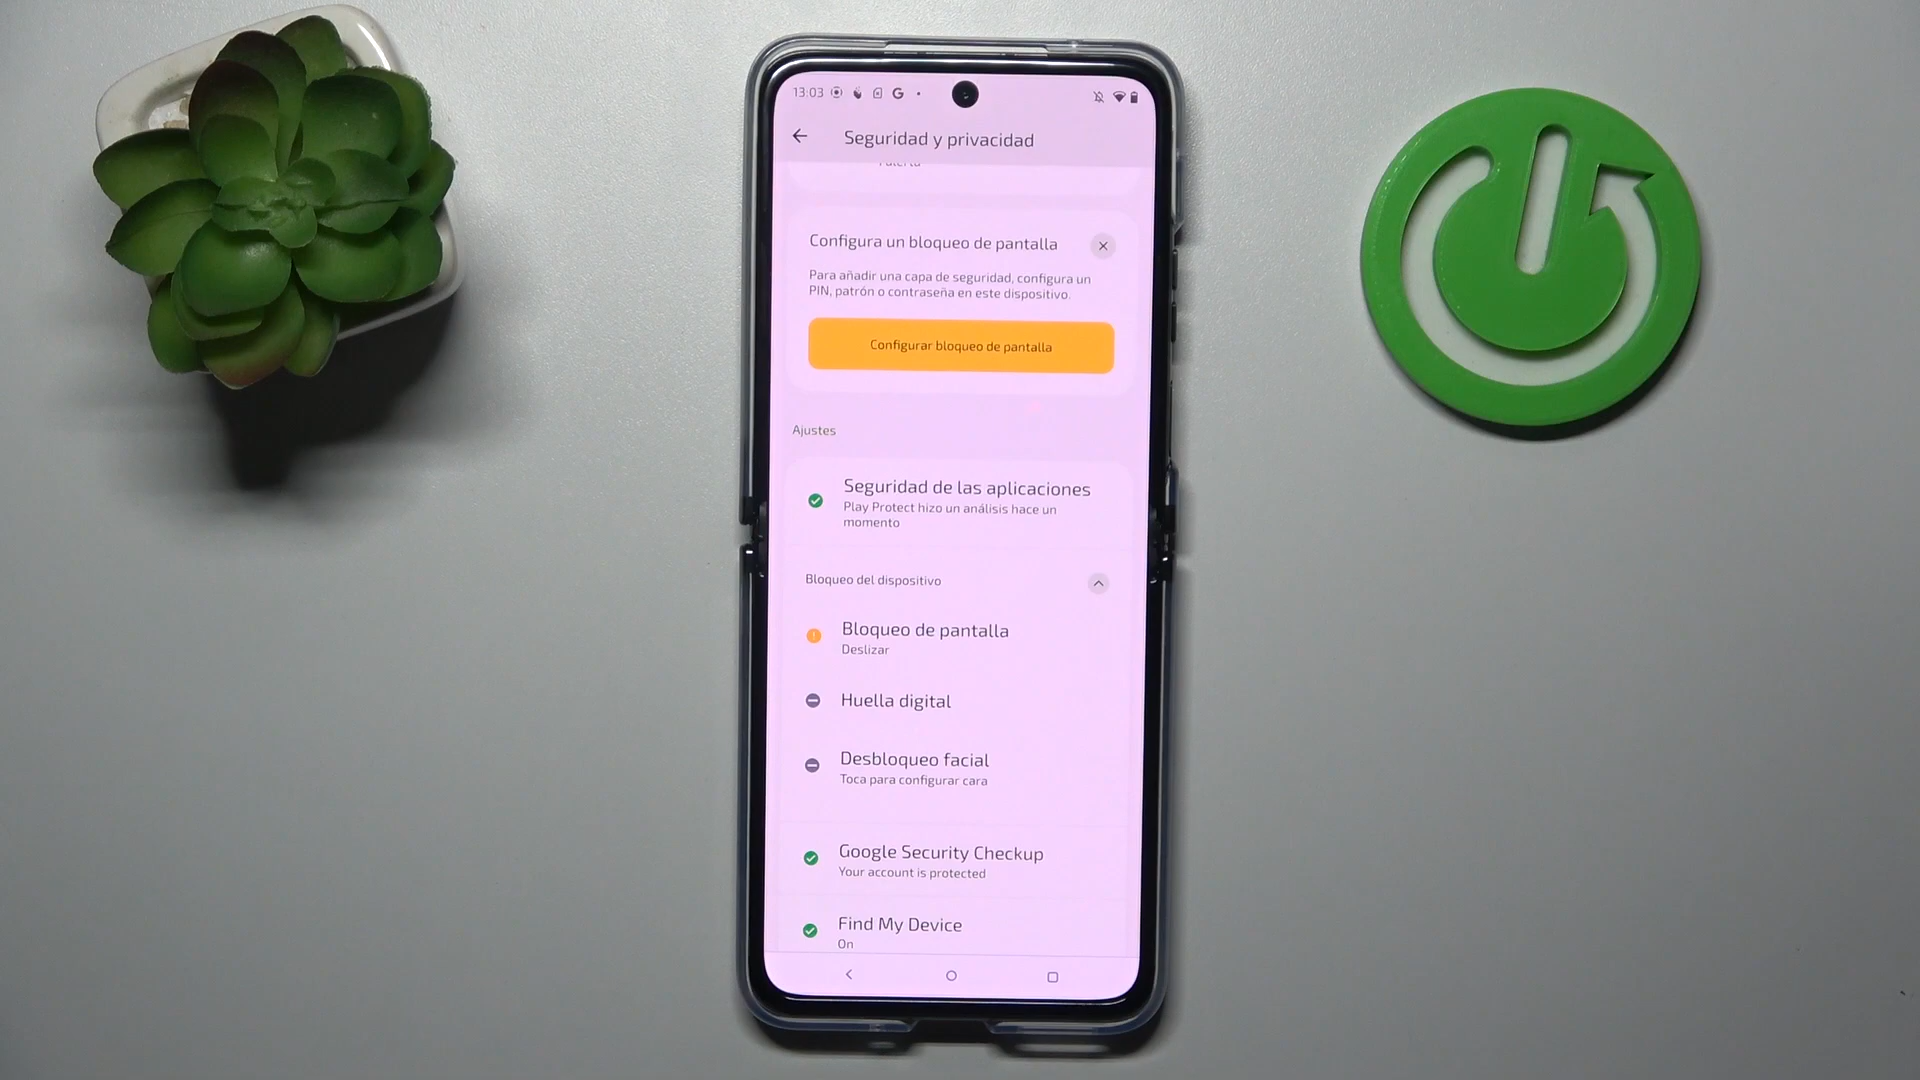 13:03
Seguridad y privacidad
Configura un bloqueo de pantalla
Para añadir una capa de seguridad, configura un
PIN, patrón o contraseña en este dispositivo.
Configurar bloqueo de pantalla
Ajustes
Seguridad de las aplicaciones
Play Protect hizo un análisis hace un
momento
Bloqueo del dispositivo
Bloqueo de pantalla
Deslizar
Huella digital
Desbloqueo facial
Toca para configurar cara
Google Security Checkup
Your account is protected
Find My Device
On